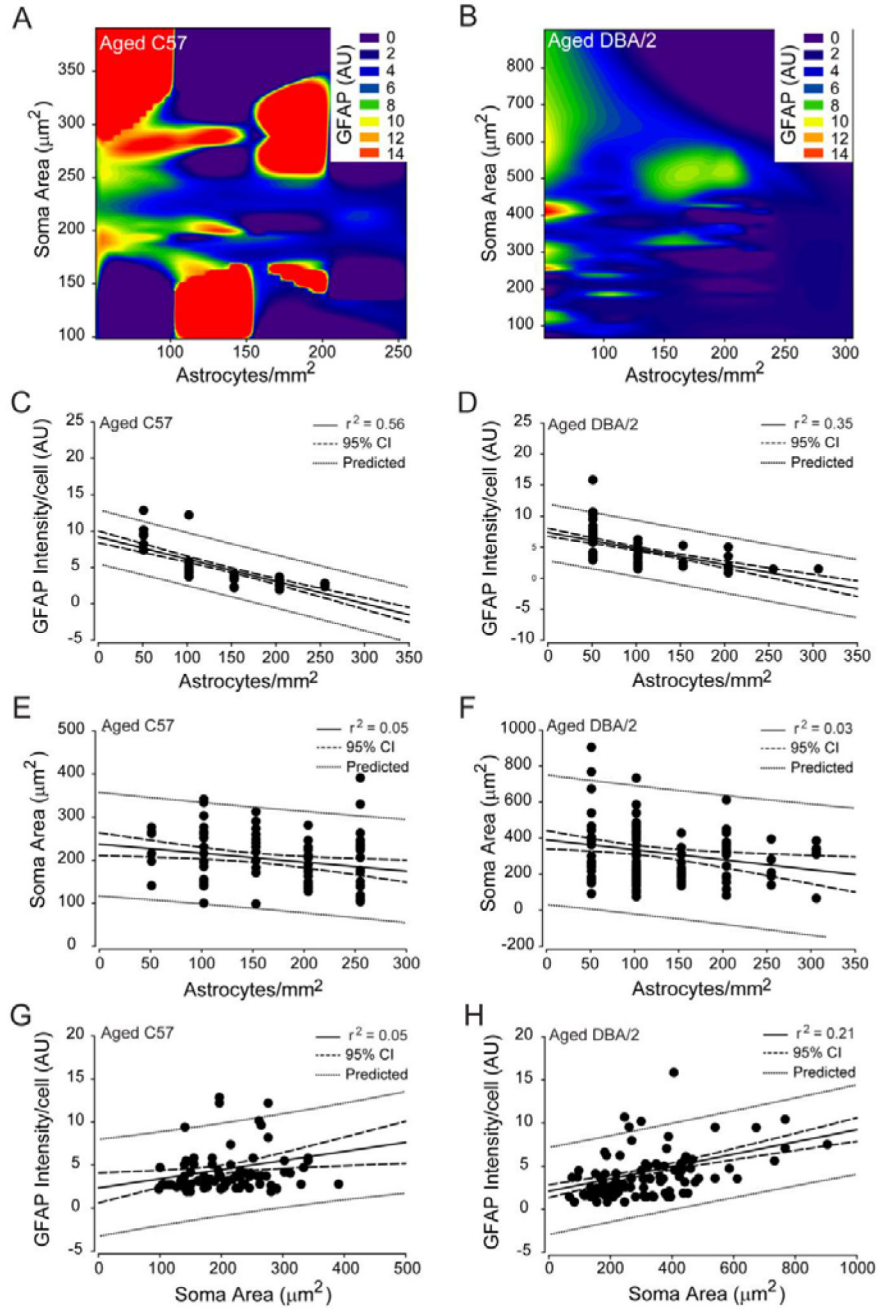 A
Aged C57
GFAP (AU)
0
2
4
6
8
10
12
14
Soma Area (µm²)
350
300
250
200
150
100
100
150
200
250
Astrocytes/mm²
B
Aged DBA/2
GFAP (AU)
0
2
4
6
8
10
12
14
Soma Area (µm²)
900
800
700
600
500
400
300
200
100
100
150
200
250
300
Astrocytes/mm²
C
Aged C57
r² = 0.56
95% CI
Predicted
GFAP Intensity/cell (AU)
25
20
15
10
5
0
-5
0 50 100 150 200 250 300 350
Astrocytes/mm²
D
Aged DBA/2
r² = 0.35
95% CI
Predicted
GFAP Intensity/cell (AU)
25
20
15
10
5
0
-5
-10
0 50 100 150 200 250 300 350
Astrocytes/mm²
E
Aged C57
r² = 0.05
95% CI
Predicted
Soma Area (µm²)
500
400
300
200
100
0
0 50 100 150 200 250 300
Astrocytes/mm²
F
Aged DBA/2
r² = 0.03
95% CI
Predicted
Soma Area (µm²)
1000
800
600
400
200
0
-200
0 50 100 150 200 250 300 350
Astrocytes/mm²
G
Aged C57
r² = 0.05
95% CI
Predicted
GFAP Intensity/cell (AU)
20
15
10
5
0
-5
0 100 200 300 400 500
Soma Area (µm²)
H
Aged DBA/2
r² = 0.21
95% CI
Predicted
GFAP Intensity/cell (AU)
20
15
10
5
0
-5
0 200 400 600 800 1000
Soma Area (µm²)